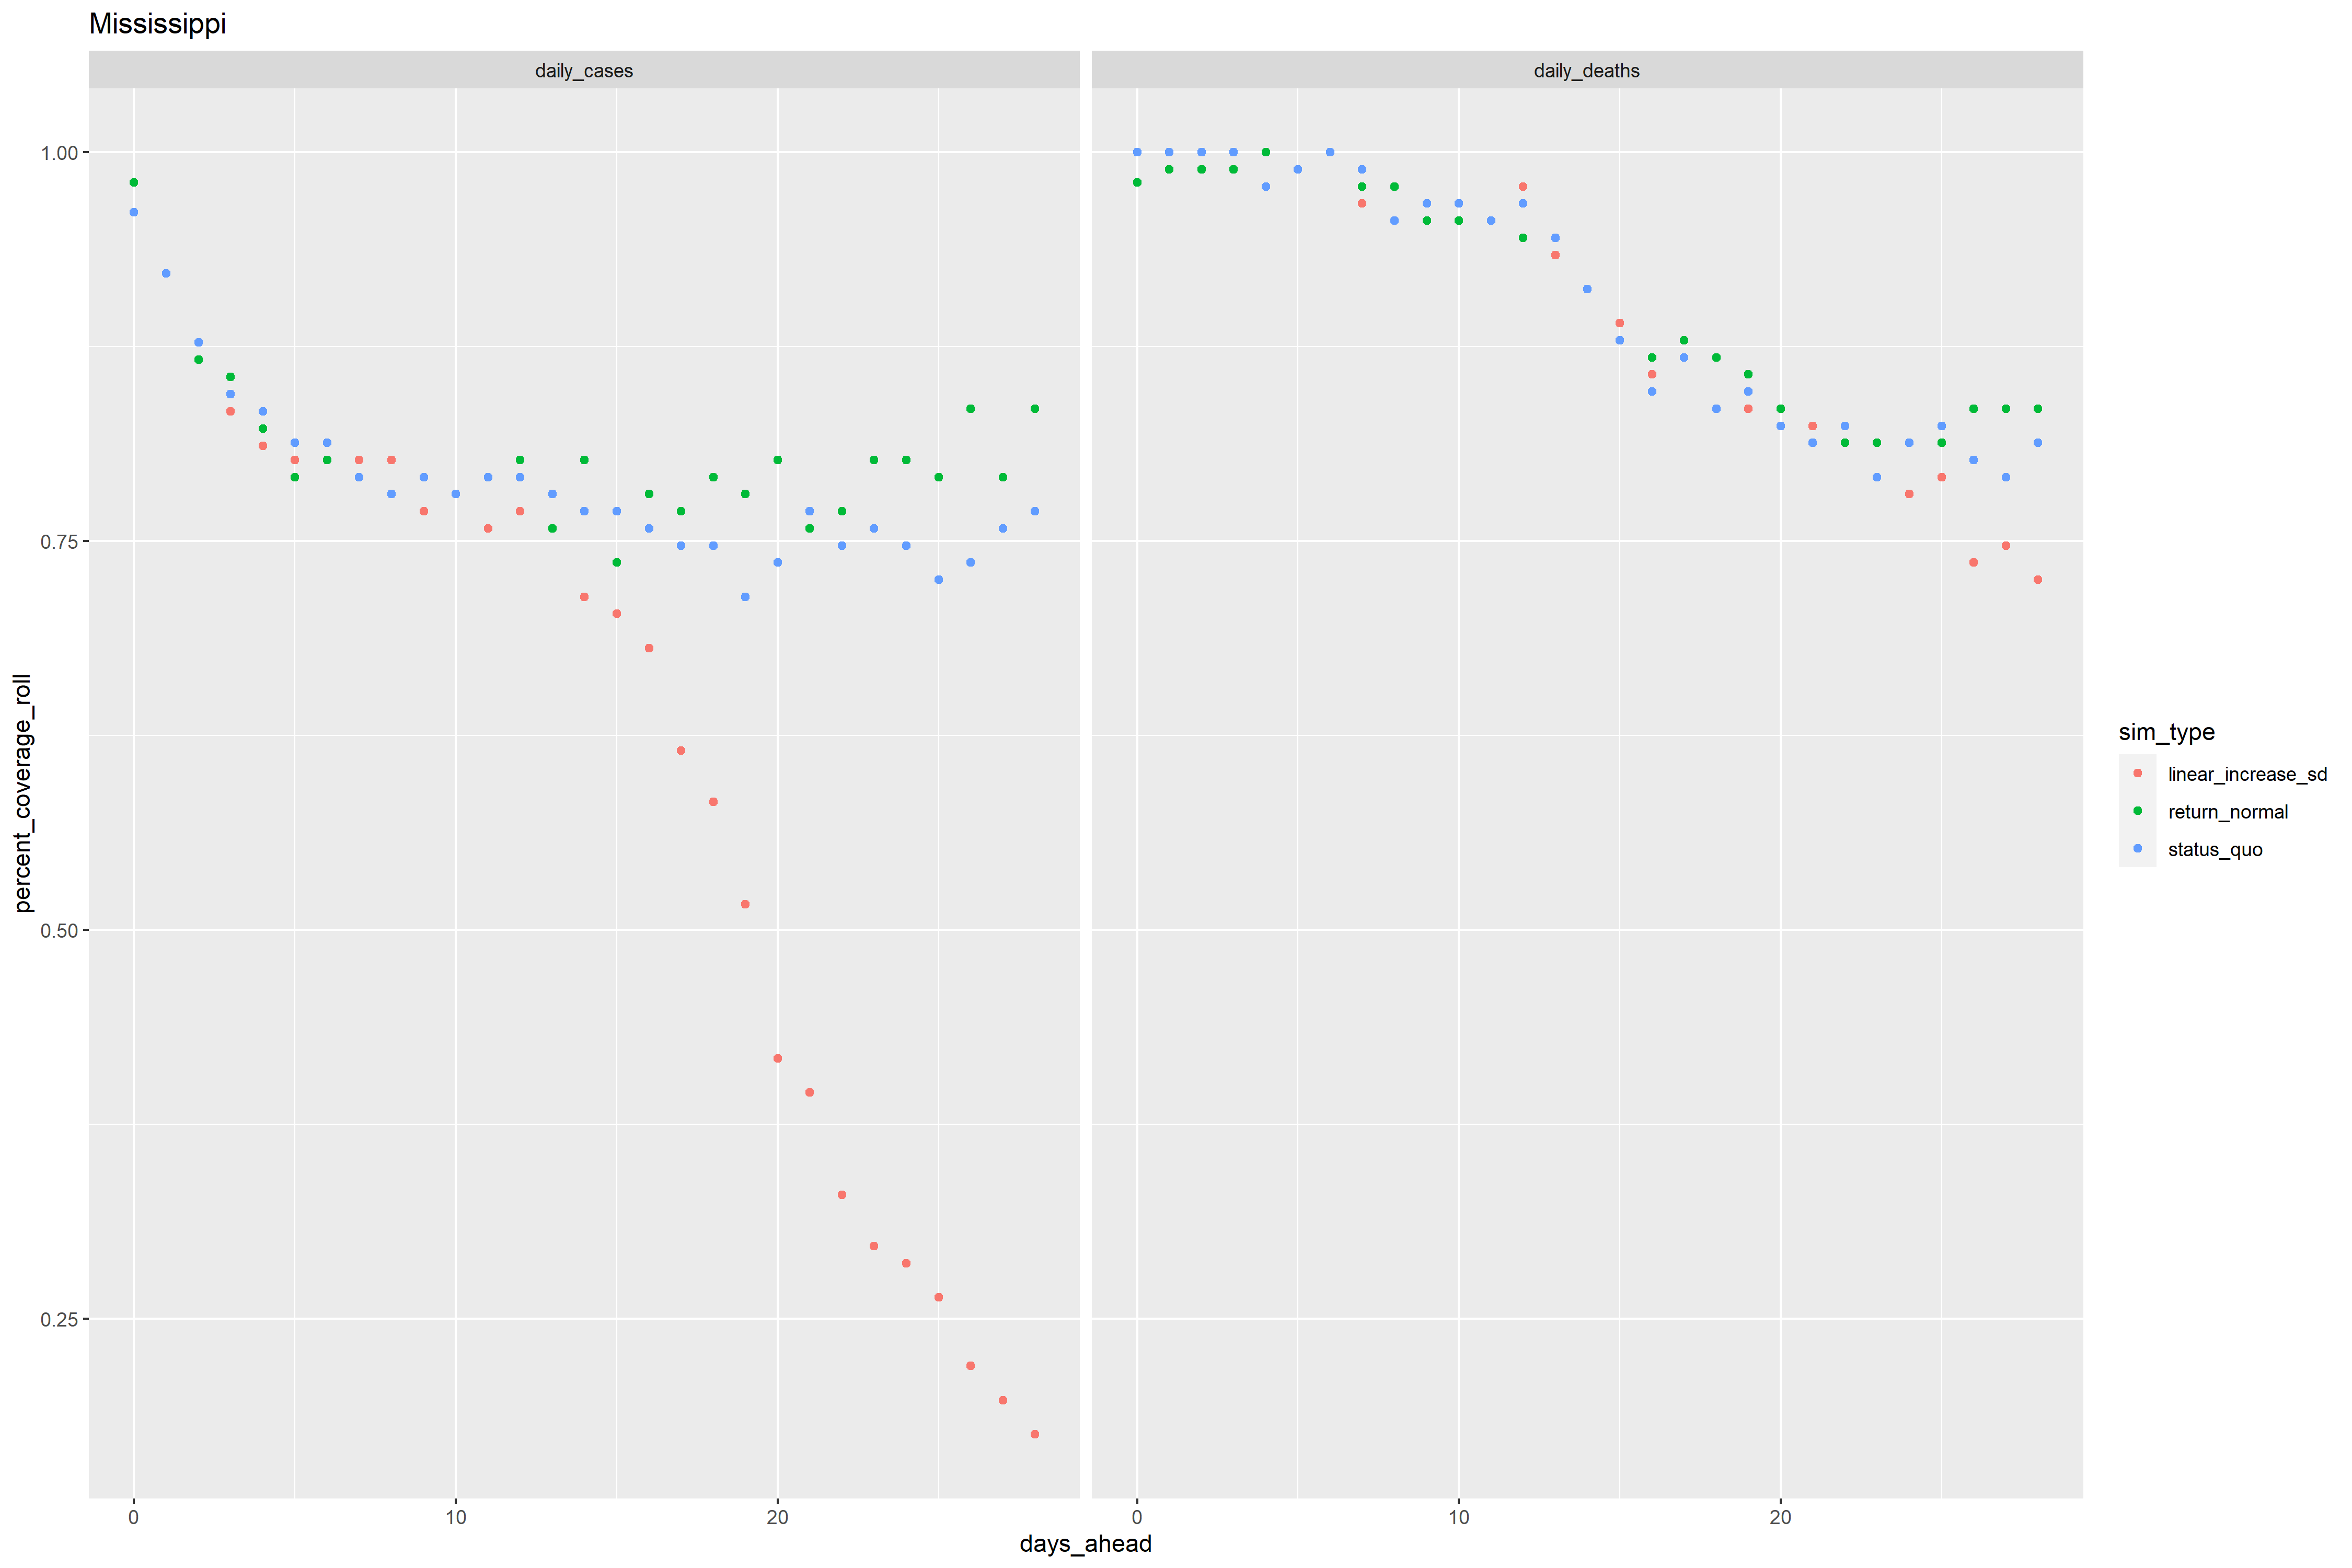 Mississippi
daily_cases
daily_deaths
1.00
0.75
0.50
0.25
percent_coverage_roll
0 10 20
0 10 20
days_ahead
sim_type
linear_increase_sd
return_normal
status_quo